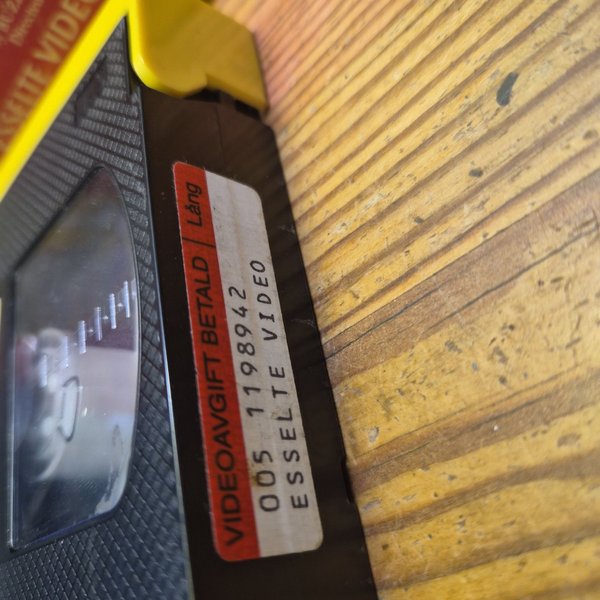 ESSELTE VIDEO
VIDEOAVGIFT BETALD | Lång
005 1198942
ESSELTE VIDEO